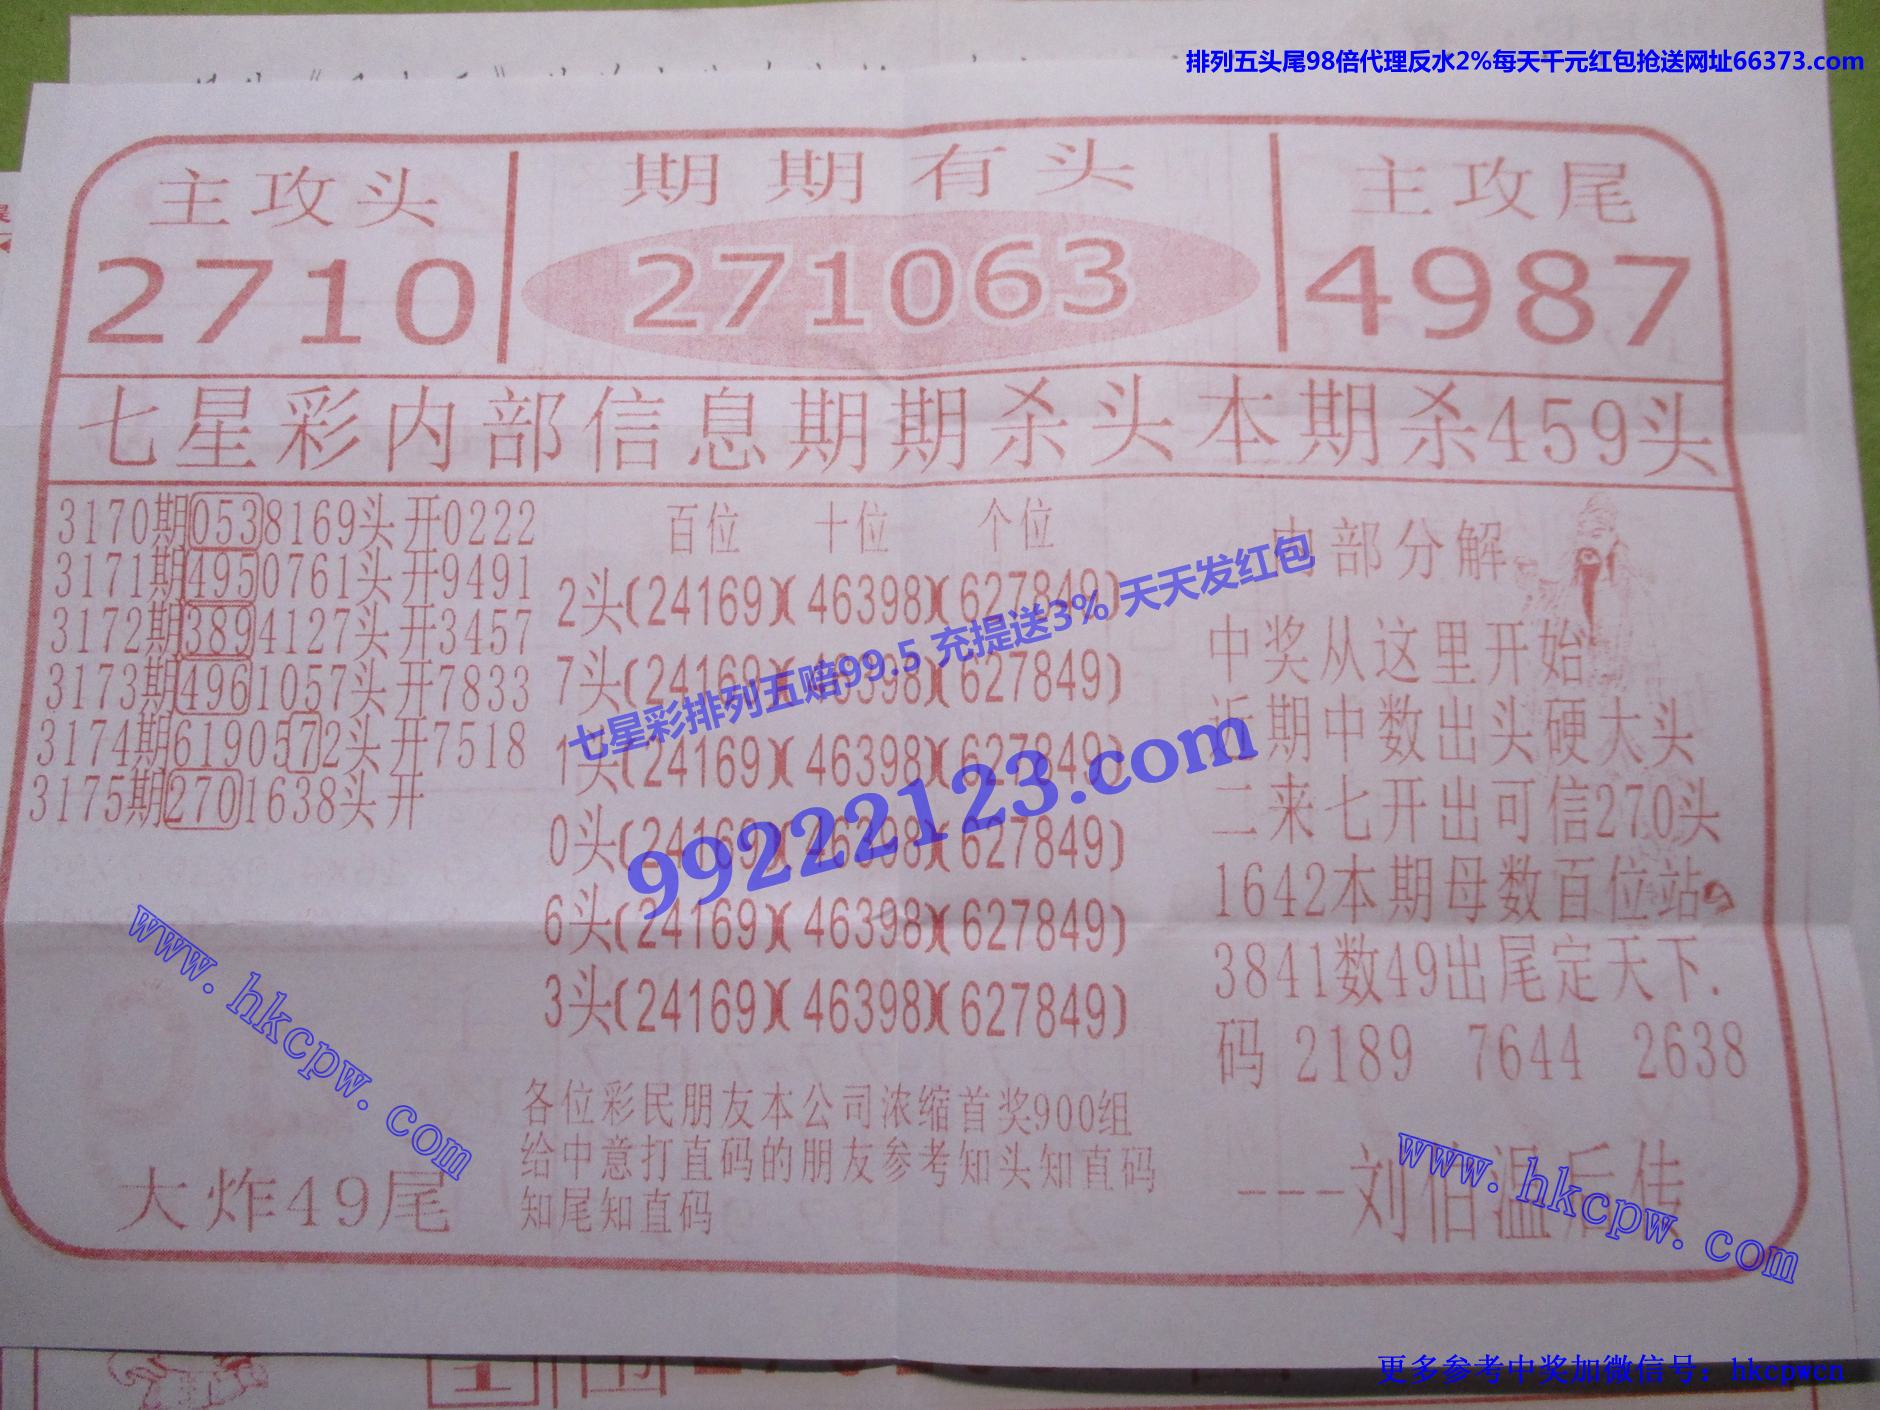 排列五头尾98倍代理反水2%每天千元红包抢送网址66373.com
主攻头
期期有头
主攻尾
2710
271063
4987
七星彩内部信息期期杀头本期杀459头
3170期0538169头开0222
3171期4950761头开9491
3172期3894127头开3457
3173期4961057头开7833
3174期6190572头开7518
3175期2701638头开
百位 十位 个位
2头(24169)(46398)(627849)
7头(24169)(46398)(627849)
1头(24169)(46398)(627849)
0头(24169)(46398)(627849)
6头(24169)(46398)(627849)
3头(24169)(46398)(627849)
内部分解
中奖从这里开始
近期中数出头硬大头
二来七开出可信270头
1642本期母数百位站
3841数49出尾定天下.
码 2189 7644 2638
七星彩排列五赔99.5 充提送3% 天天发红包
99222123.com
www.hkcpw.com
大炸49尾
各位彩民朋友本公司浓缩首奖900组
给中意打直码的朋友参考知头知直码
知尾知直码
---刘伯温后传
www.hkcpw.com
更多参考中奖加微信号：hkcpwcn